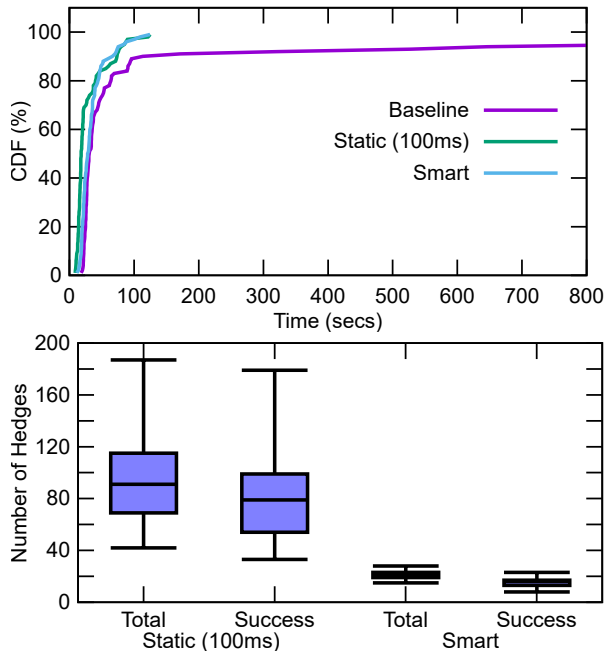 100
80
60
40
20
0
CDF (%)
Baseline
Static (100ms)
Smart
0 100 200 300 400 500 600 700 800
Time (secs)
200
160
120
80
40
0
Number of Hedges
Total Success Total Success
Static (100ms) Smart